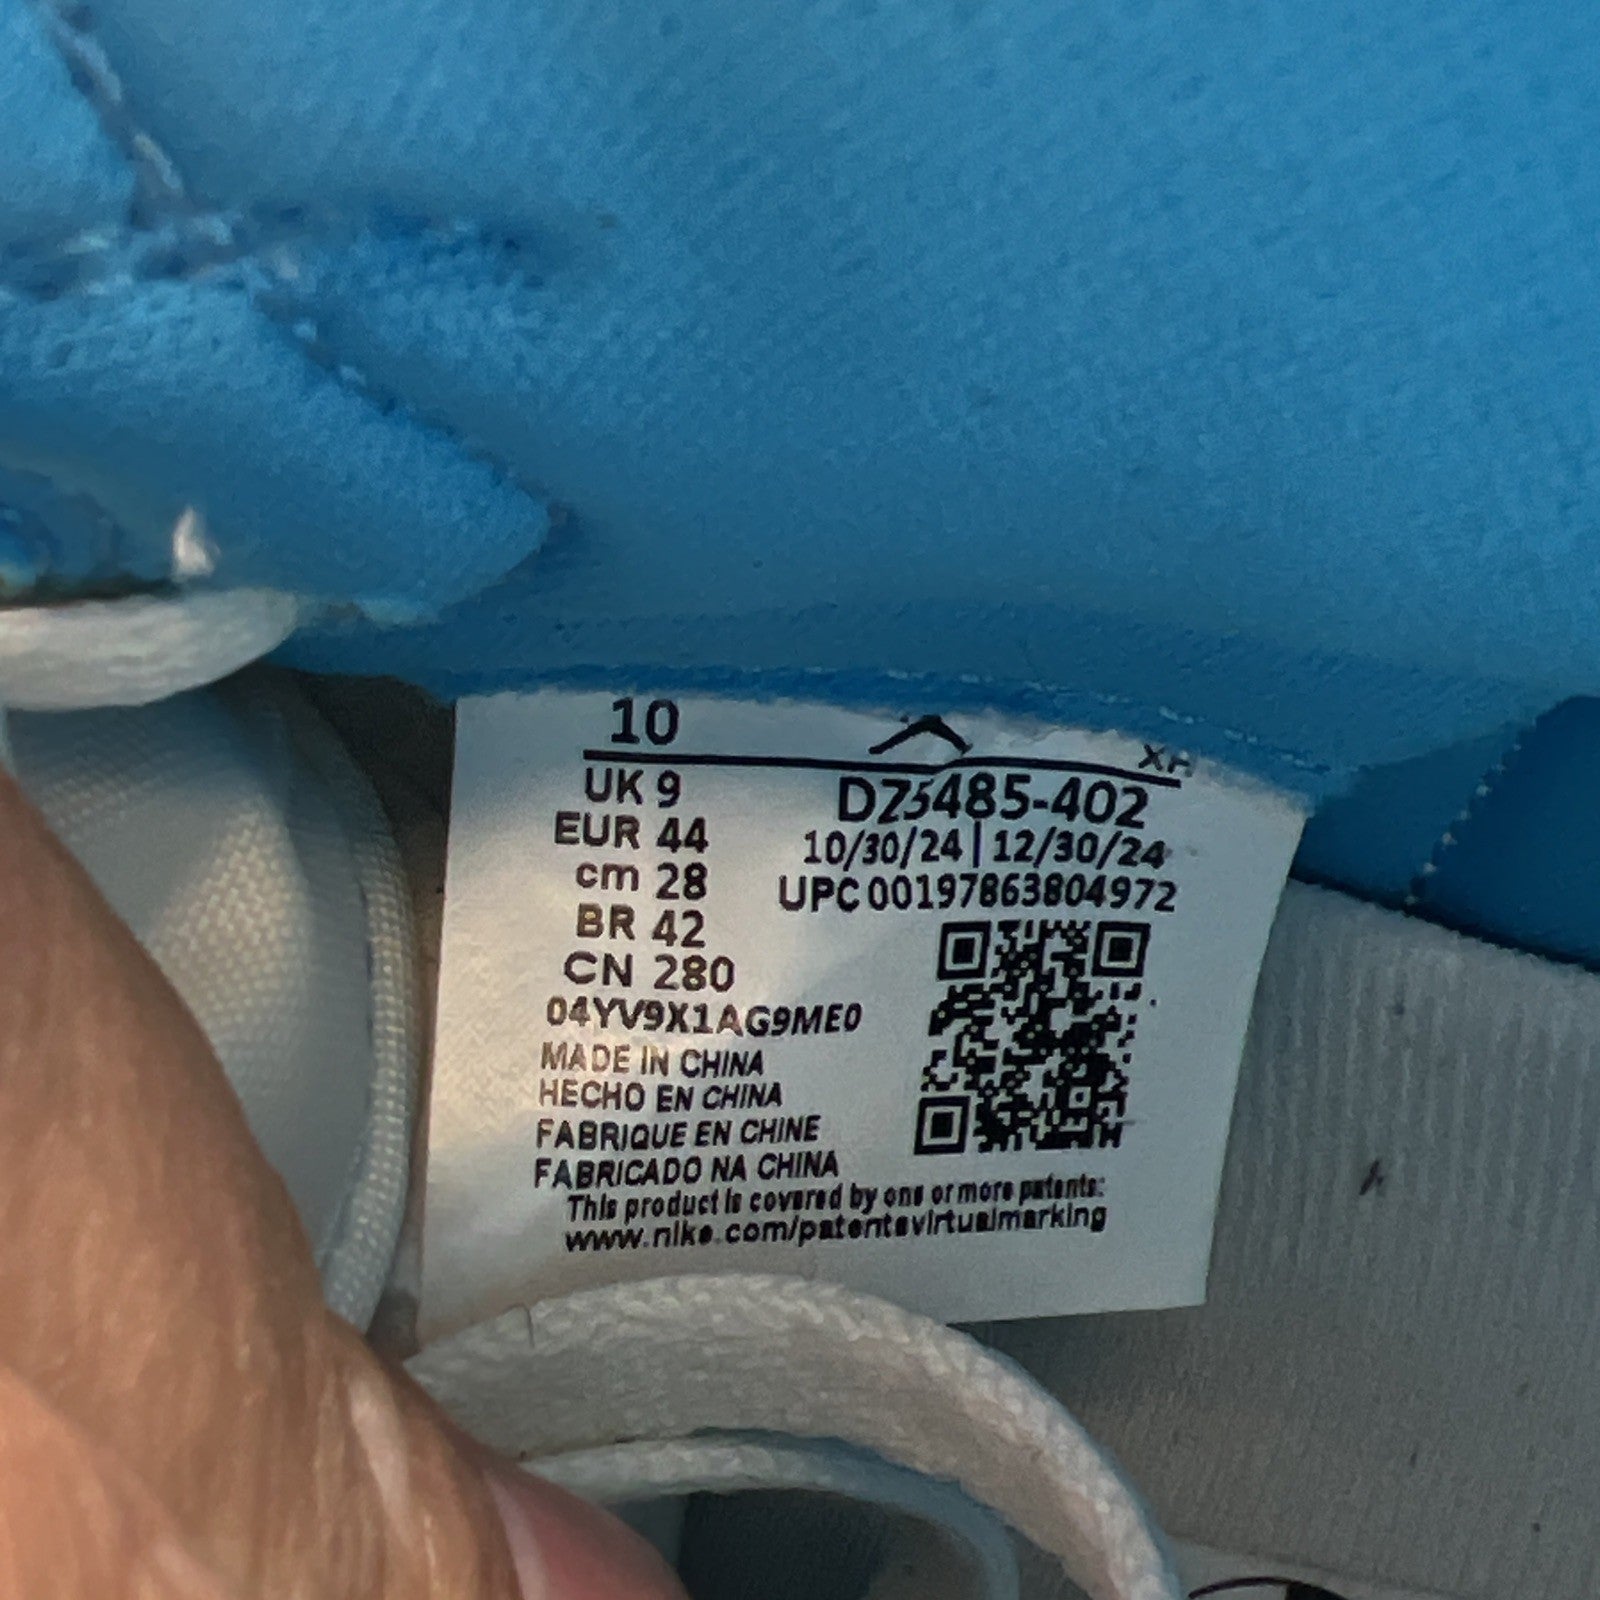 10
XH
UK 9
DZ5485-402
EUR 44
10/30/24 | 12/30/24
cm 28
UPC 00197863804972
BR 42
CN 280
04YV9X1AG9ME0
MADE IN CHINA
HECHO EN CHINA
FABRIQUE EN CHINE
FABRICADO NA CHINA
This product is covered by one or more patents:
www.nike.com/patentsvirtualmarking